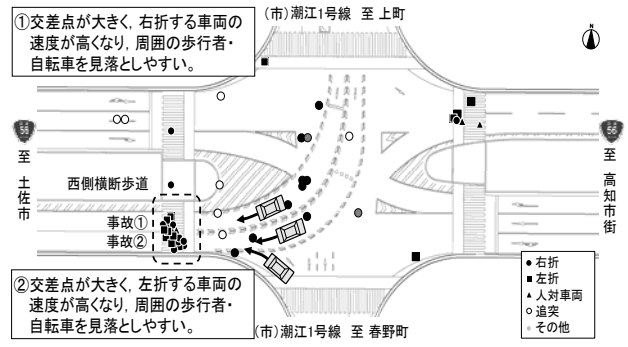 (市)潮江1号線 至 上町
①交差点が大きく，右折する車両の
速度が高くなり，周囲の歩行者・
自転車を見落としやすい。
N
56
至 土佐市
56
至 高知市街
西側横断歩道
事故①
事故②
②交差点が大きく，左折する車両の
速度が高くなり，周囲の歩行者・
自転車を見落としやすい。
(市)潮江1号線 至 春野町
右折
左折
人対車両
追突
その他